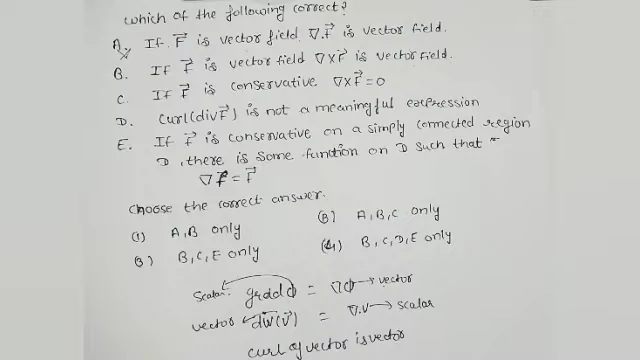 which of the following correct?
A. If F⃗ is vector field, ∇.F⃗ is vector field.
B. If F⃗ is vector field ∇×F⃗ is vector field.
C. If F⃗ is conservative ∇×F⃗=0
D. Curl(divF⃗) is not a meaningful expression
E. If F⃗ is conservative on a simply connected region
D, there is some function on D such that
∇f=F⃗
Choose the correct answer.
(1) A,B only
(2) A,B,C only
(3) B,C,E only
(4) B,C,D,E only
Scalar. grad ϕ = ∇ϕ → vector
vector div(V⃗) = ∇.V → scalar
curl of vector is vector